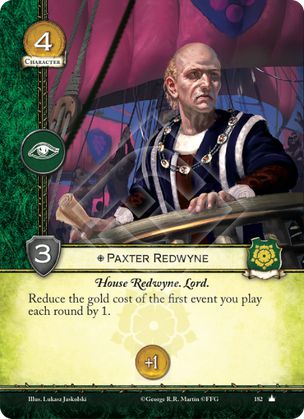 4
CHARACTER
3
PAXTER REDWYNE
House Redwyne. Lord.
Reduce the gold cost of the first event you play
each round by 1.
+1
Illus. Lukasz Jaskolski ©George R.R. Martin ©FFG 182